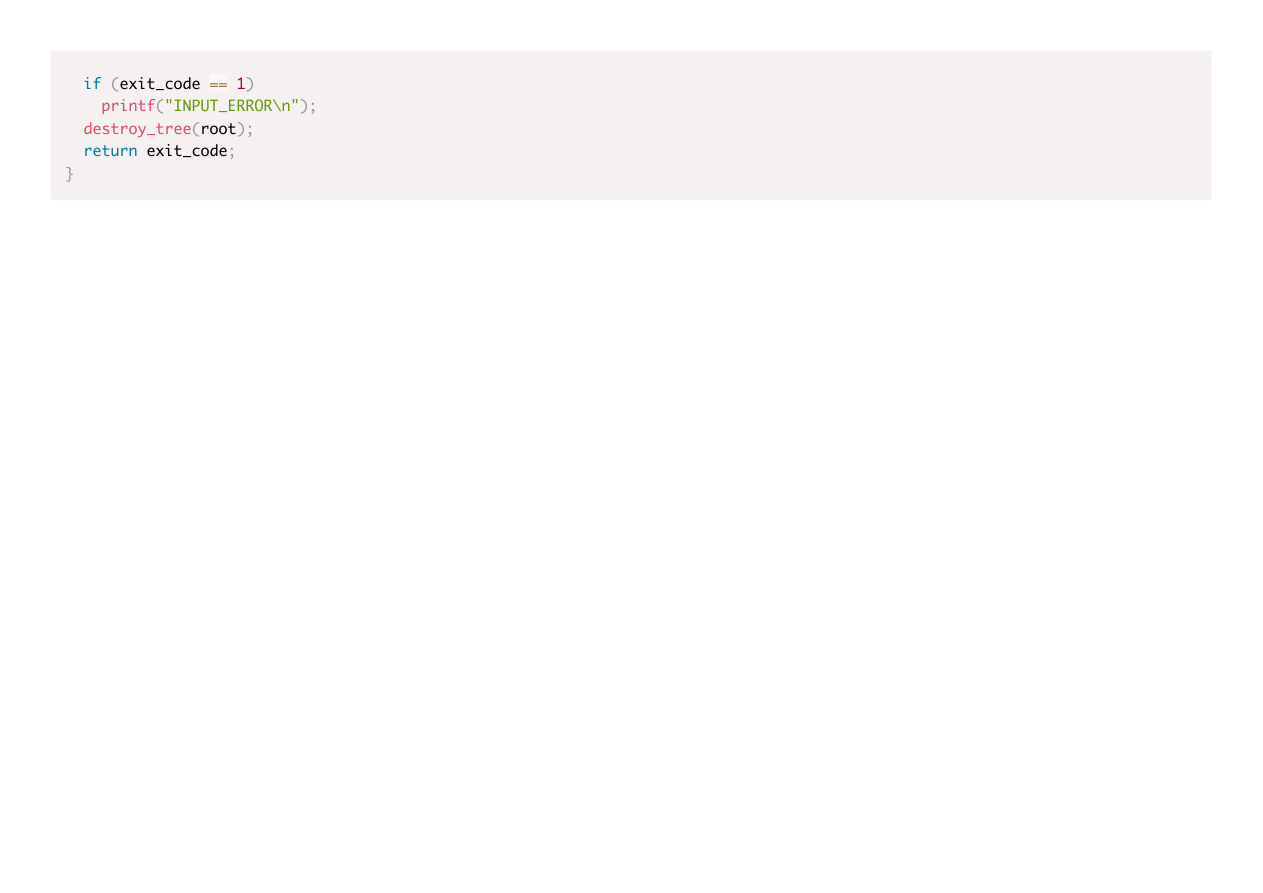 if (exit_code == 1)
printf("INPUT_ERROR\n");
destroy_tree(root);
return exit_code;
}